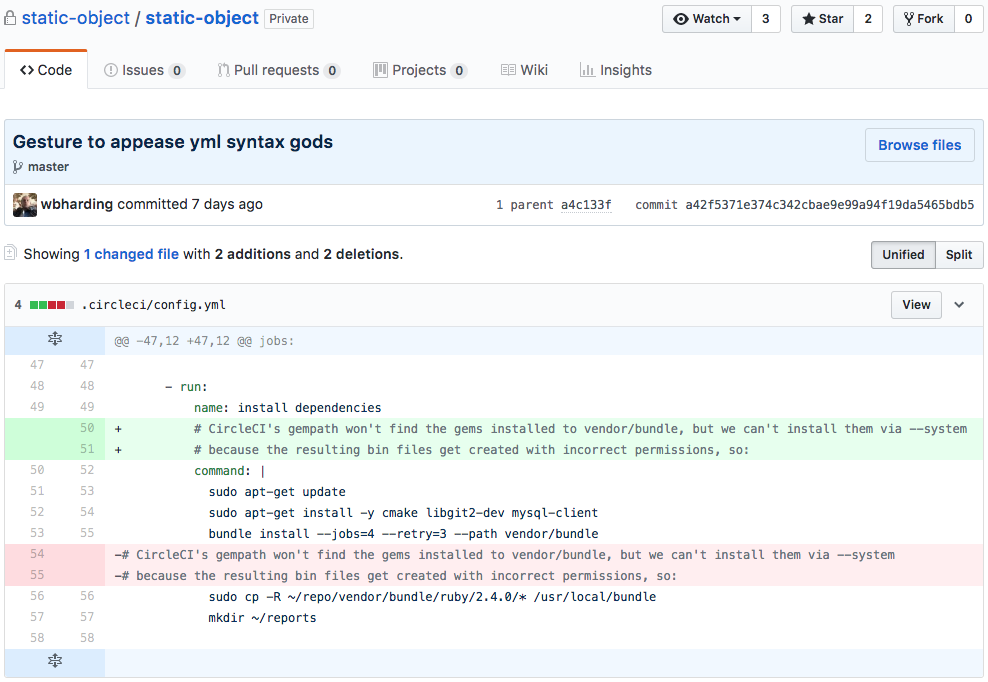 static-object / static-object Private Watch 3 Star 2 Fork 0
Code Issues 0 Pull requests 0 Projects 0 Wiki Insights
Gesture to appease yml syntax gods
Browse files
master
wbharding committed 7 days ago 1 parent a4c133f commit a42f5371e374c342cbae9e99a94f19da5465bdb5
Showing 1 changed file with 2 additions and 2 deletions. Unified Split
4 .circleci/config.yml View
@@ -47,12 +47,12 @@ jobs:
47 47
48 48 - run:
49 49 name: install dependencies
50 + # CircleCI's gempath won't find the gems installed to vendor/bundle, but we can't install them via --system
51 + # because the resulting bin files get created with incorrect permissions, so:
50 52 command: |
51 53 sudo apt-get update
52 54 sudo apt-get install -y cmake libgit2-dev mysql-client
53 55 bundle install --jobs=4 --retry=3 --path vendor/bundle
54 -# CircleCI's gempath won't find the gems installed to vendor/bundle, but we can't install them via --system
55 -# because the resulting bin files get created with incorrect permissions, so:
56 56 sudo cp -R ~/repo/vendor/bundle/ruby/2.4.0/* /usr/local/bundle
57 57 mkdir ~/reports
58 58